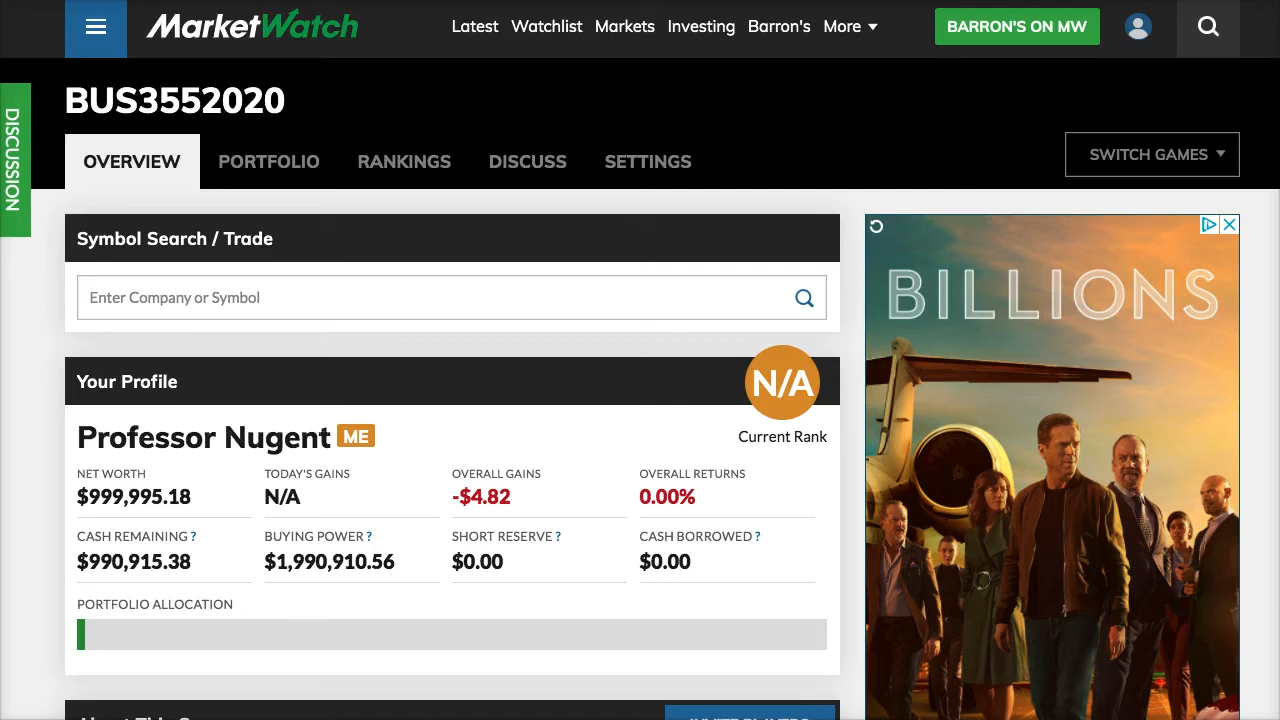 MarketWatch
Latest Watchlist Markets Investing Barron's More
BARRON'S ON MW
DISCUSSION
BUS3552020
OVERVIEW PORTFOLIO RANKINGS DISCUSS SETTINGS
SWITCH GAMES
Symbol Search / Trade
Enter Company or Symbol
BILLIONS
Your Profile
N/A
Current Rank
Professor Nugent ME
NET WORTH TODAY'S GAINS OVERALL GAINS OVERALL RETURNS
$999,995.18 N/A -$4.82 0.00%
CASH REMAINING ? BUYING POWER ? SHORT RESERVE ? CASH BORROWED ?
$990,915.38 $1,990,910.56 $0.00 $0.00
PORTFOLIO ALLOCATION